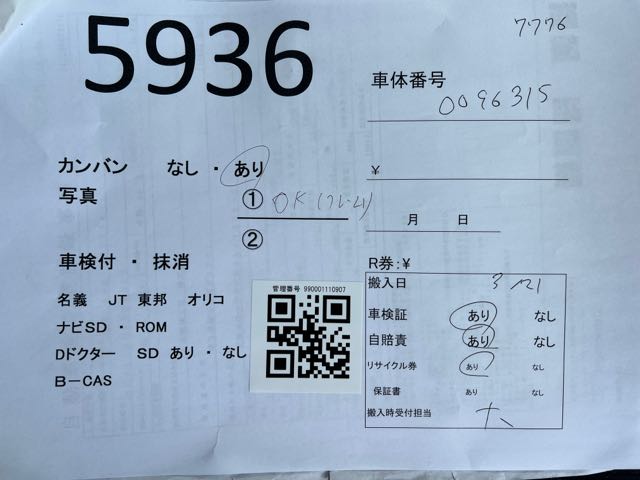 5936
7776
車体番号
0096315
カンバン なし ・ あり
写真 ① OK
②
¥
月 日
車検付 ・ 抹消
名義 JT 東邦 オリコ
ナビSD ・ ROM
Dドクター SD あり ・ なし
B－CAS
管理番号 990001110907
R券:¥
搬入日 3/21
車検証 あり なし
自賠責 あり なし
リサイクル券 あり なし
保証書 あり なし
搬入時受付担当